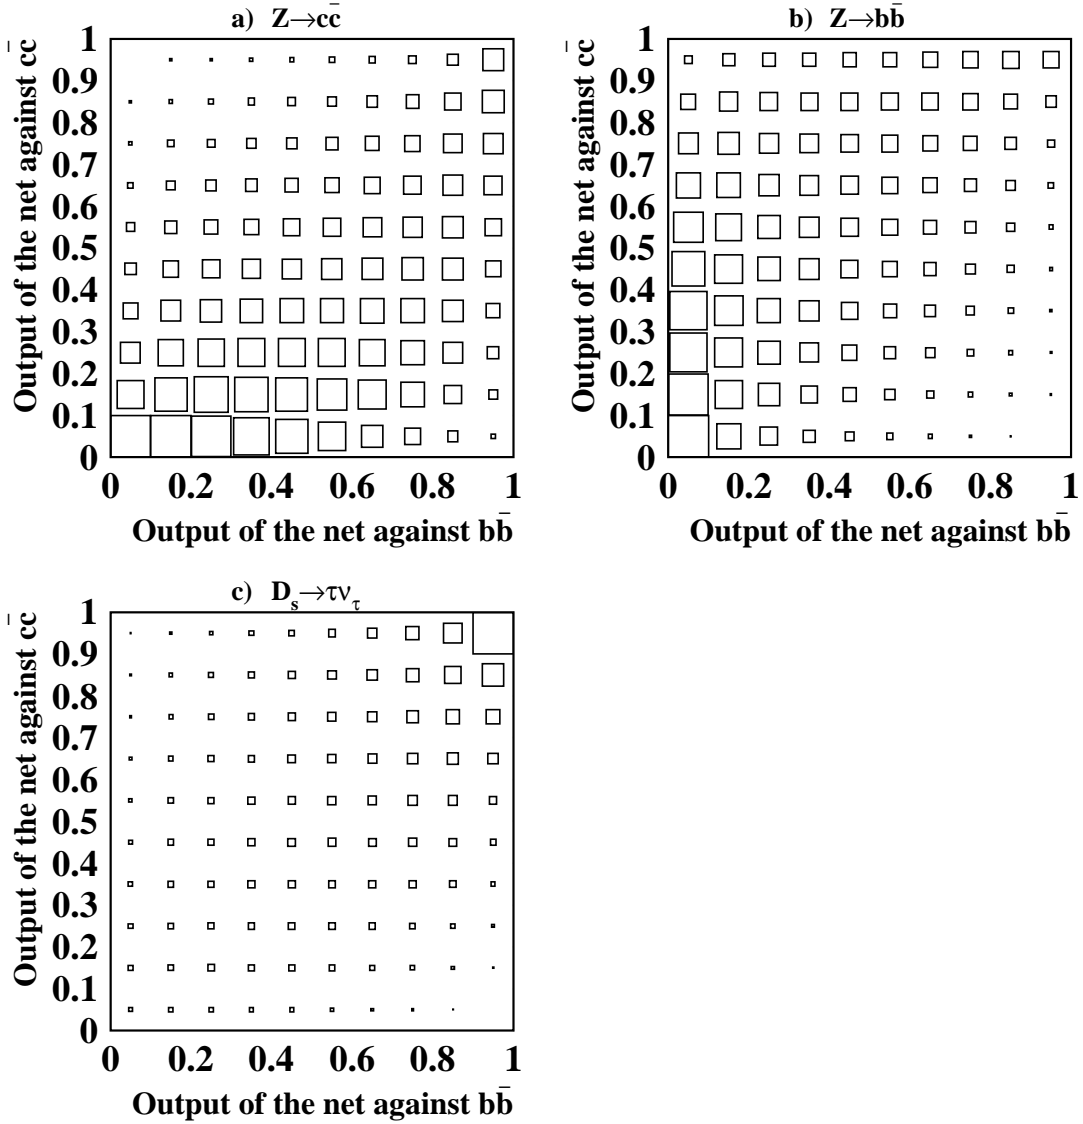 a) Z→cc̄
Output of the net against cc̄
1
0.9
0.8
0.7
0.6
0.5
0.4
0.3
0.2
0.1
0
0 0.2 0.4 0.6 0.8 1
Output of the net against bb̄
b) Z→bb̄
Output of the net against cc̄
1
0.9
0.8
0.7
0.6
0.5
0.4
0.3
0.2
0.1
0
0 0.2 0.4 0.6 0.8 1
Output of the net against bb̄
c) Dₛ→τν_τ
Output of the net against cc̄
1
0.9
0.8
0.7
0.6
0.5
0.4
0.3
0.2
0.1
0
0 0.2 0.4 0.6 0.8 1
Output of the net against bb̄